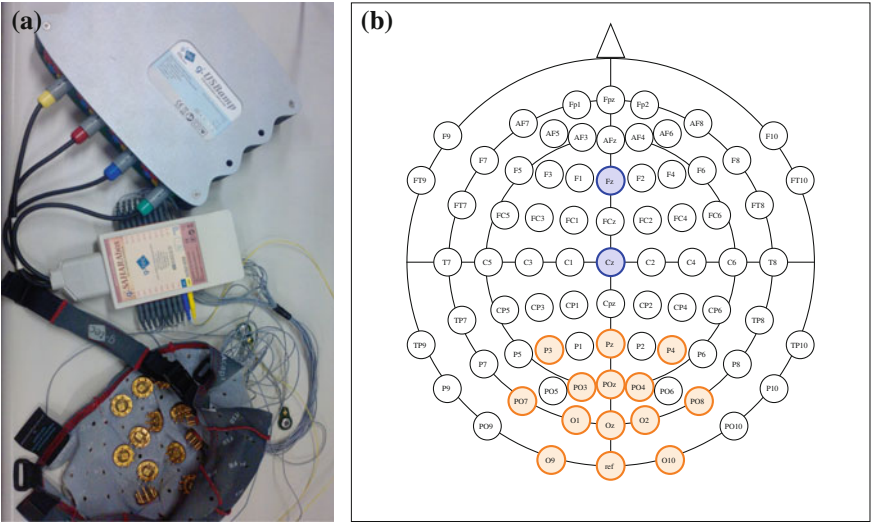 (a)
g.USBamp
g.SAHARAbox
(b)
Fp1 Fpz Fp2
AF7 AF5 AF3 AFz AF4 AF6 AF8
F9 F7 F5 F3 F1 Fz F2 F4 F6 F8 F10
FT9 FT7 FC5 FC3 FC1 FCz FC2 FC4 FC6 FT8 FT10
T7 C5 C3 C1 Cz C2 C4 C6 T8
TP9 TP7 CP5 CP3 CP1 Cpz CP2 CP4 CP6 TP8 TP10
P9 P7 P5 P3 P1 Pz P2 P4 P6 P8 P10
PO9 PO7 PO5 PO3 POz PO4 PO6 PO8 PO10
O1 Oz O2
O9 ref O10